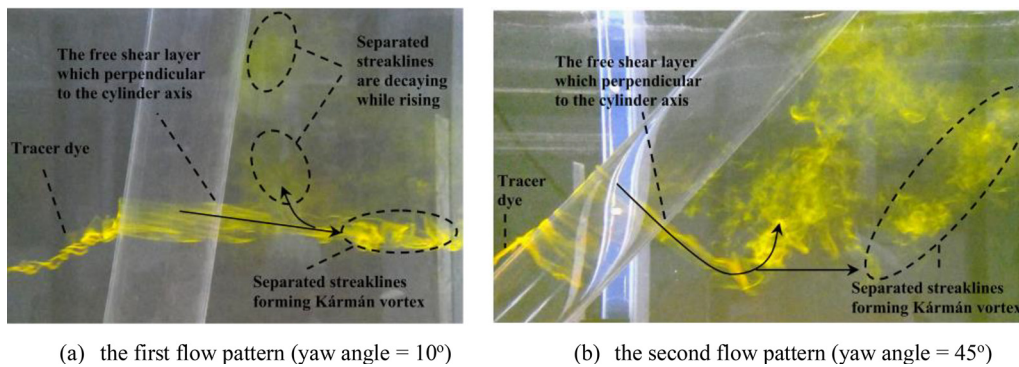 The free shear layer
which perpendicular
to the cylinder axis
Separated
streaklines
are decaying
while rising
Tracer dye
Separated streaklines
forming Kármán vortex
(a) the first flow pattern (yaw angle = 10º)
The free shear layer
which perpendicular
to the cylinder axis
Tracer
dye
Separated streaklines
forming Kármán vortex
(b) the second flow pattern (yaw angle = 45º)